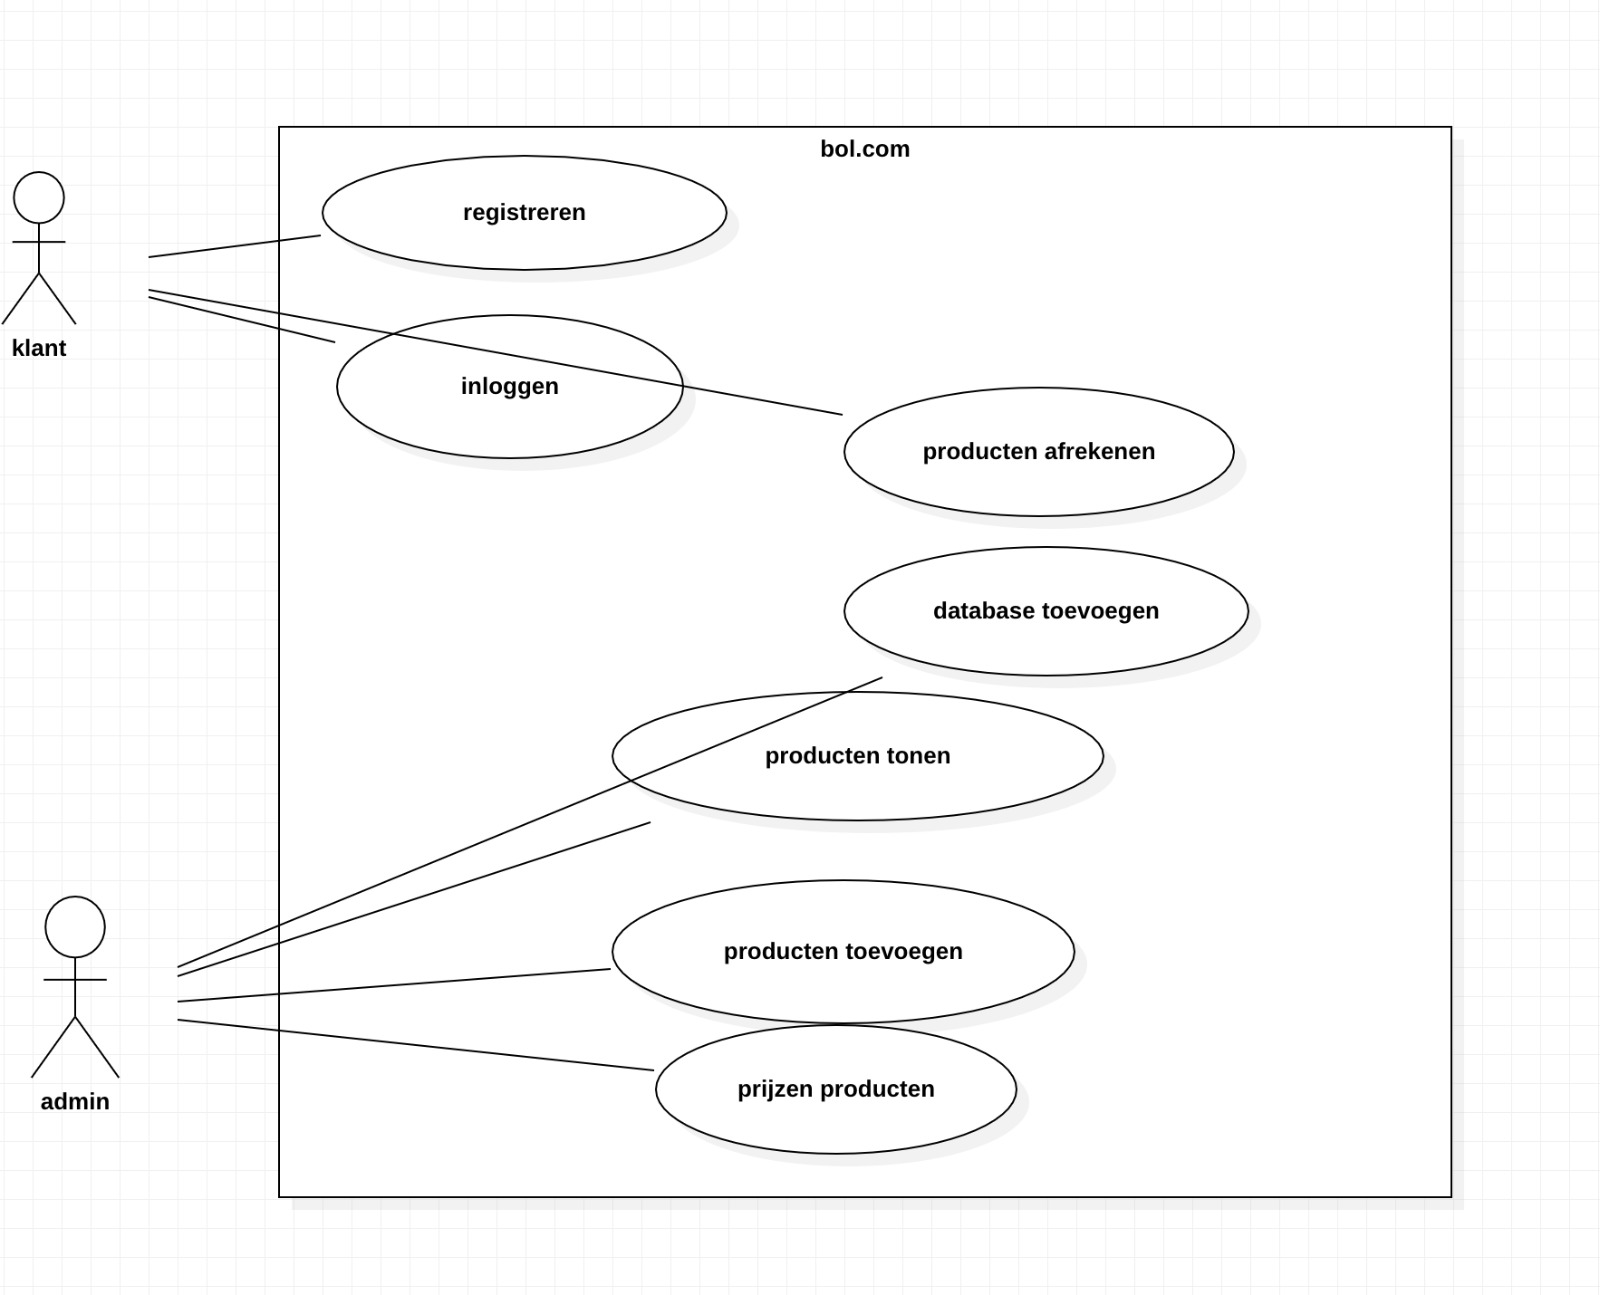 bol.com
registreren
klant
inloggen
producten afrekenen
database toevoegen
producten tonen
producten toevoegen
prijzen producten
admin